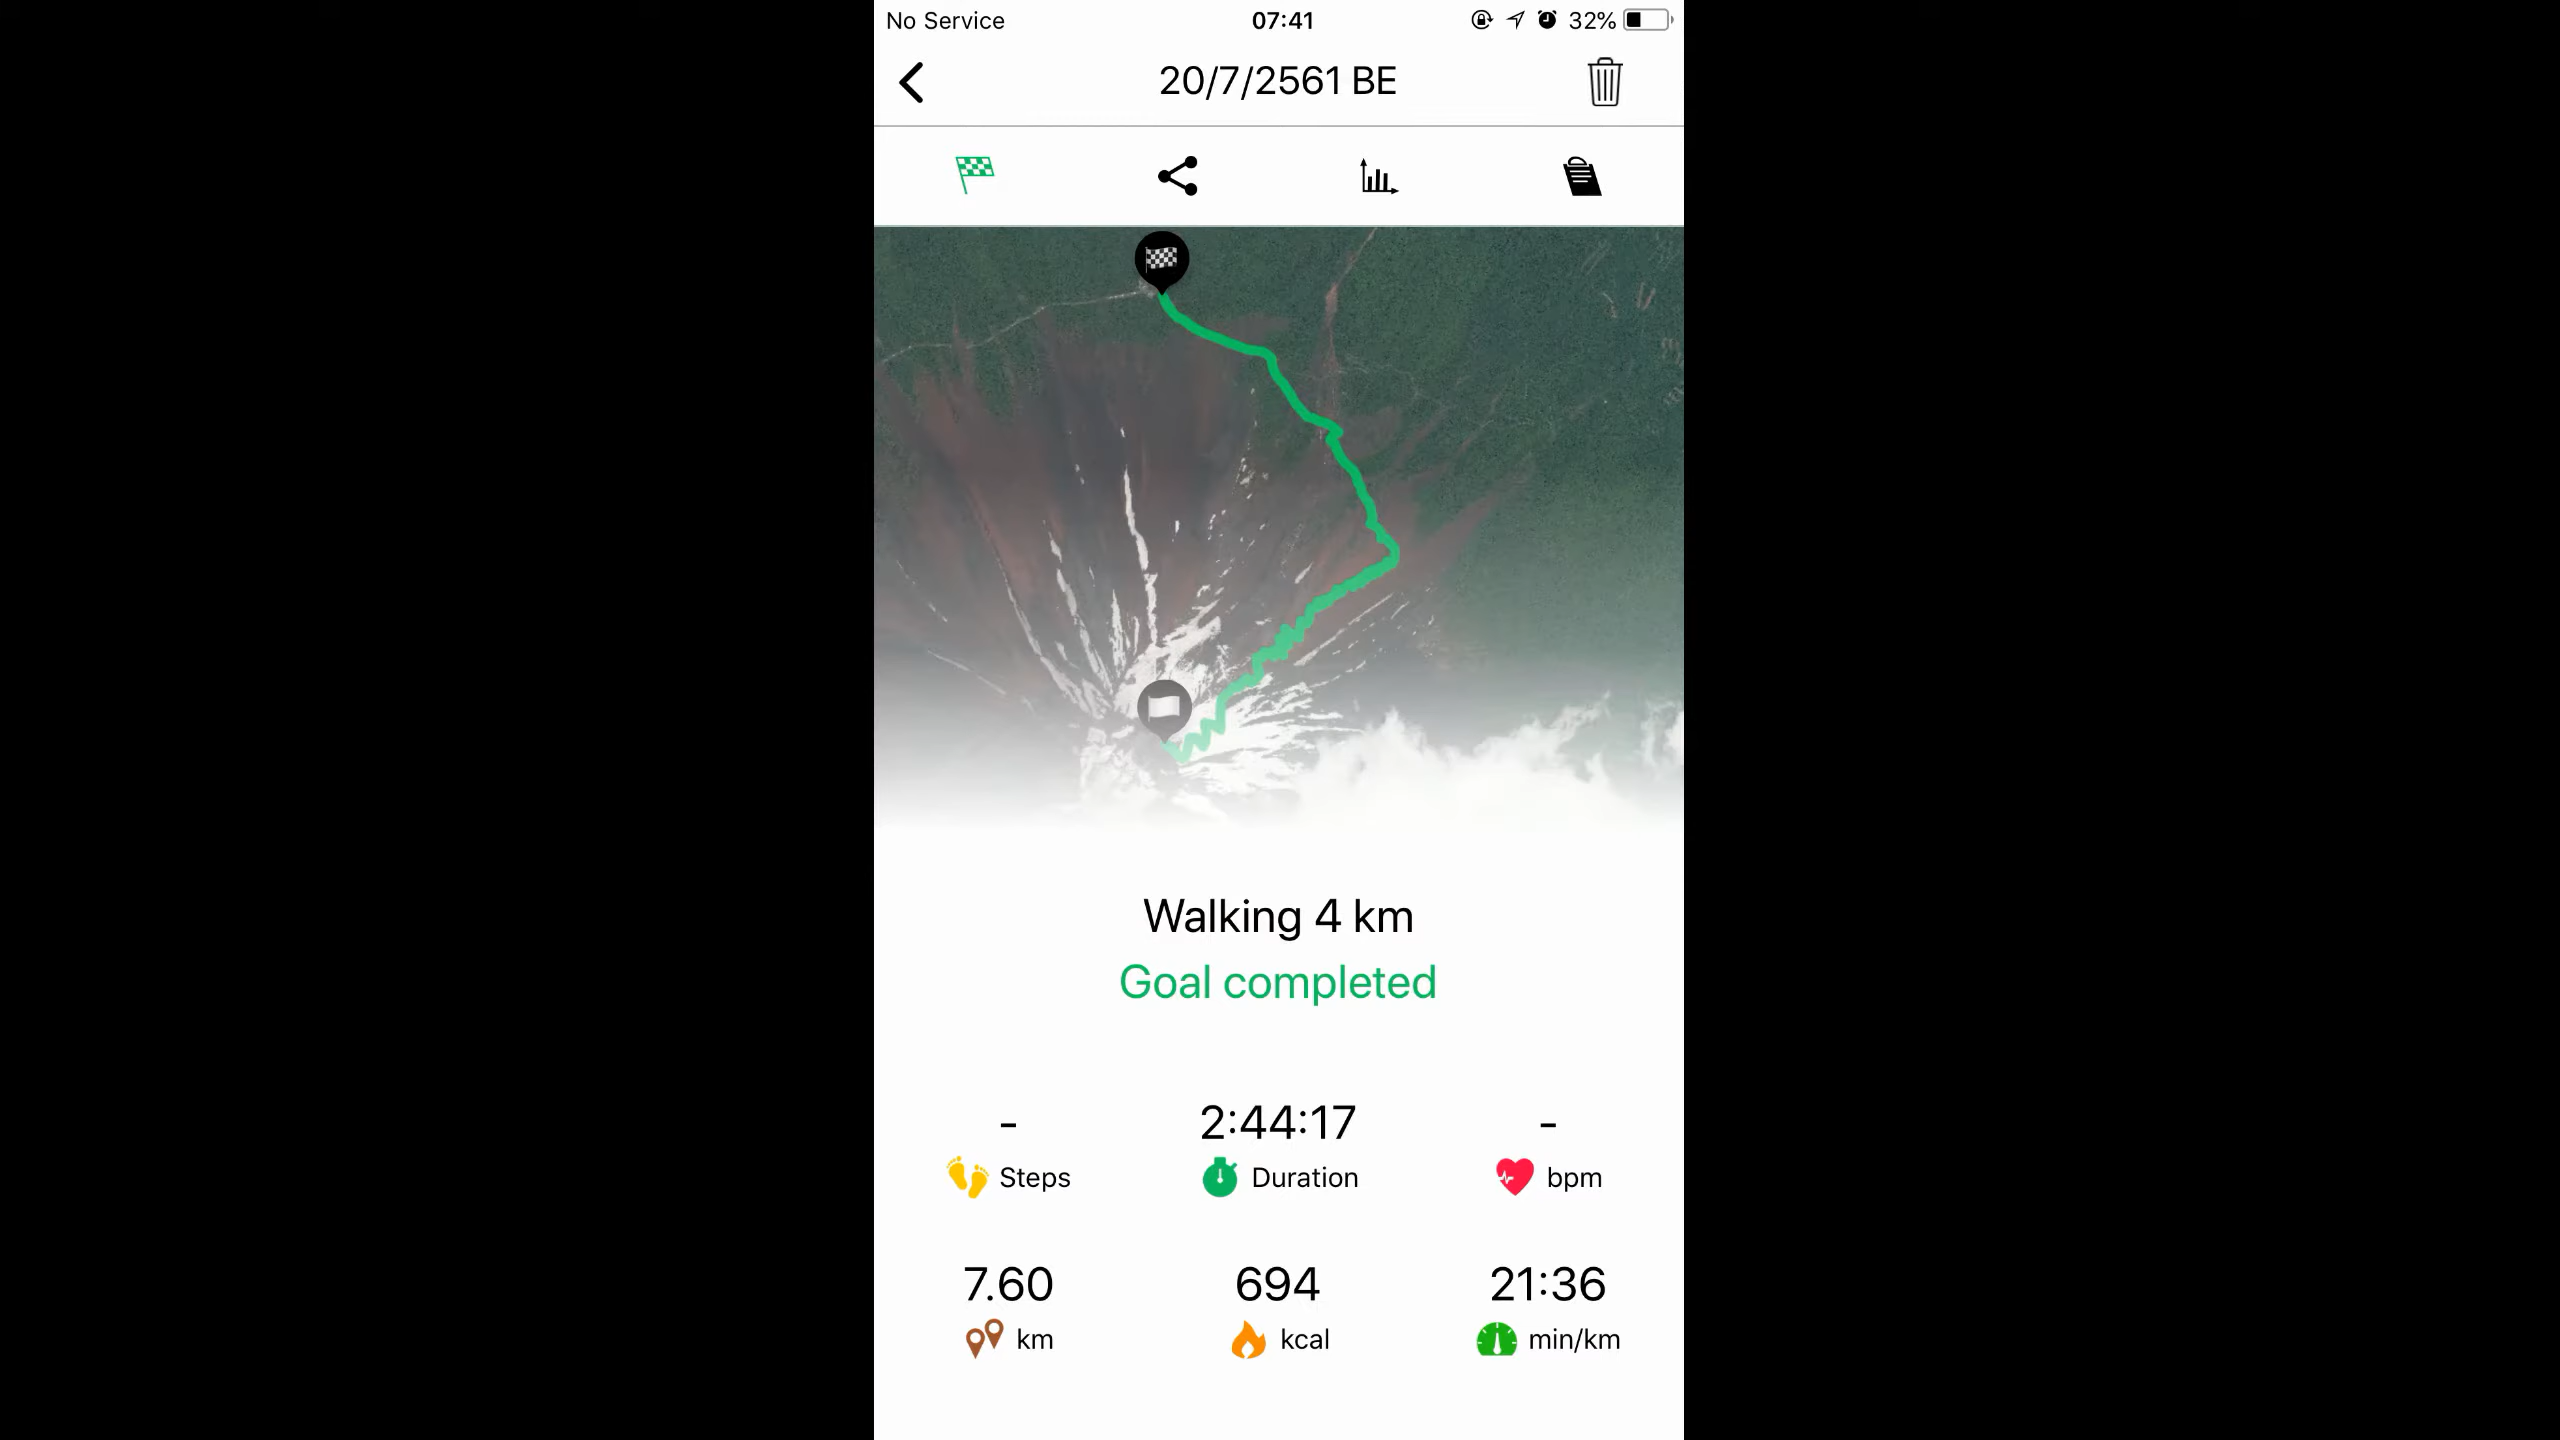 No Service 07:41 32%
20/7/2561 BE
Walking 4 km
Goal completed
- 2:44:17 -
Steps Duration bpm
7.60 694 21:36
km kcal min/km